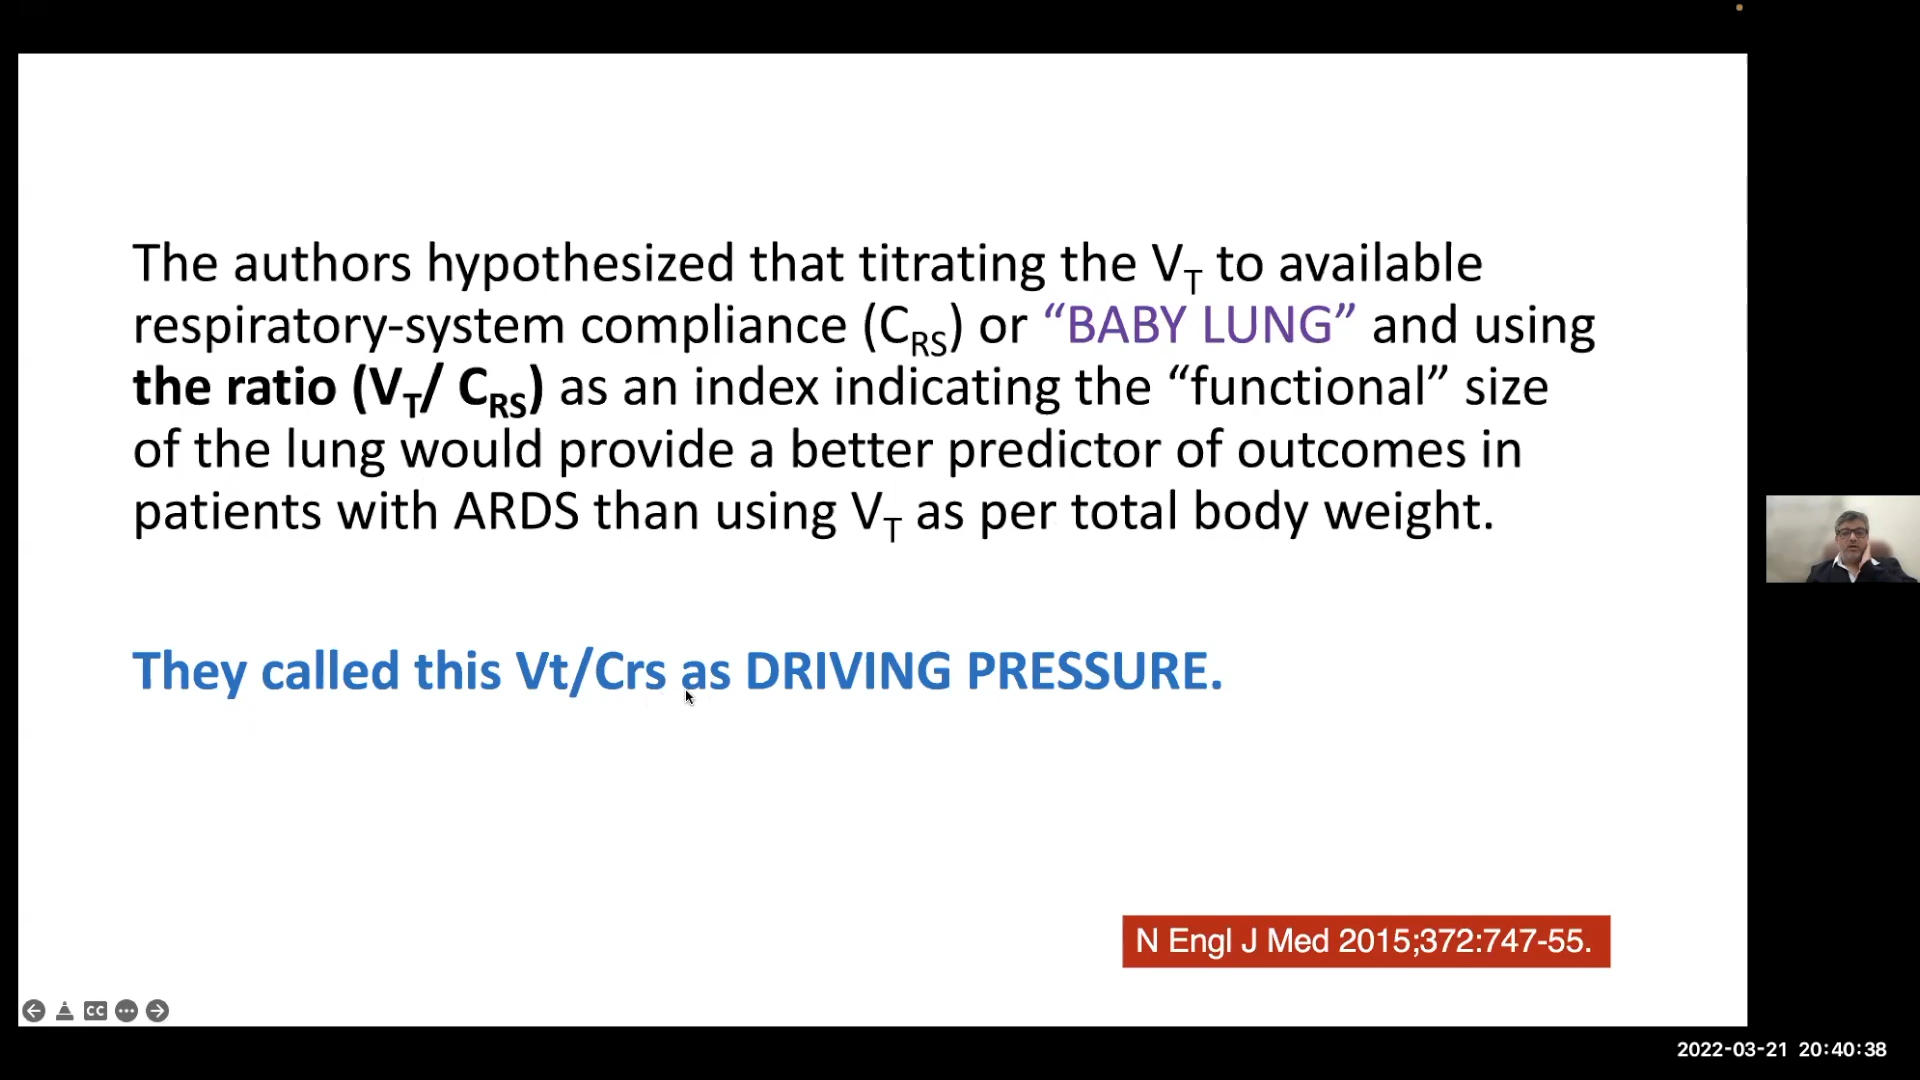 The authors hypothesized that titrating the VT to available
respiratory-system compliance (CRS) or “BABY LUNG” and using
the ratio (VT/ CRS) as an index indicating the “functional” size
of the lung would provide a better predictor of outcomes in
patients with ARDS than using VT as per total body weight.
They called this Vt/Crs as DRIVING PRESSURE.
N Engl J Med 2015;372:747-55.
CC
2022-03-21 20:40:38